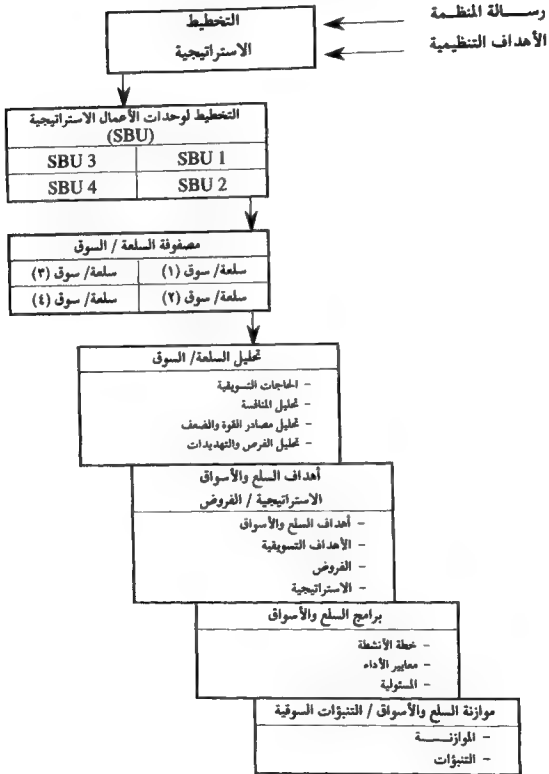 رســالة المنظـمة
الأهداف التنظيمية
التخطيط
الاستراتيجية
التخطيط لوحدات الأعمال الاستراتيجية
(SBU)
SBU 1
SBU 3
SBU 2
SBU 4
مصفوفة السلعة / السوق
سلعة/ سوق (١)
سلعة/ سوق (٣)
سلعة/ سوق (٢)
سلعة/ سوق (٤)
تحليل السلعة/ السوق
- الحاجات التسويقية
- تحليل المنافسة
- تحليل مصادر القوة والضعف
- تحليل الفرص والتهديدات
أهداف السلع والأسواق
الاستراتيجية / الفروض
- أهداف السلع والأسواق
- الأهداف التسويقية
- الفروض
- الاستراتيجية
برامج السلع والأسواق
- خطة الأنشطة
- معايير الأداء
- المسئولية
موازنة السلع والأسواق / التنبؤات السوقية
- الموازنــــة
- التنبؤات